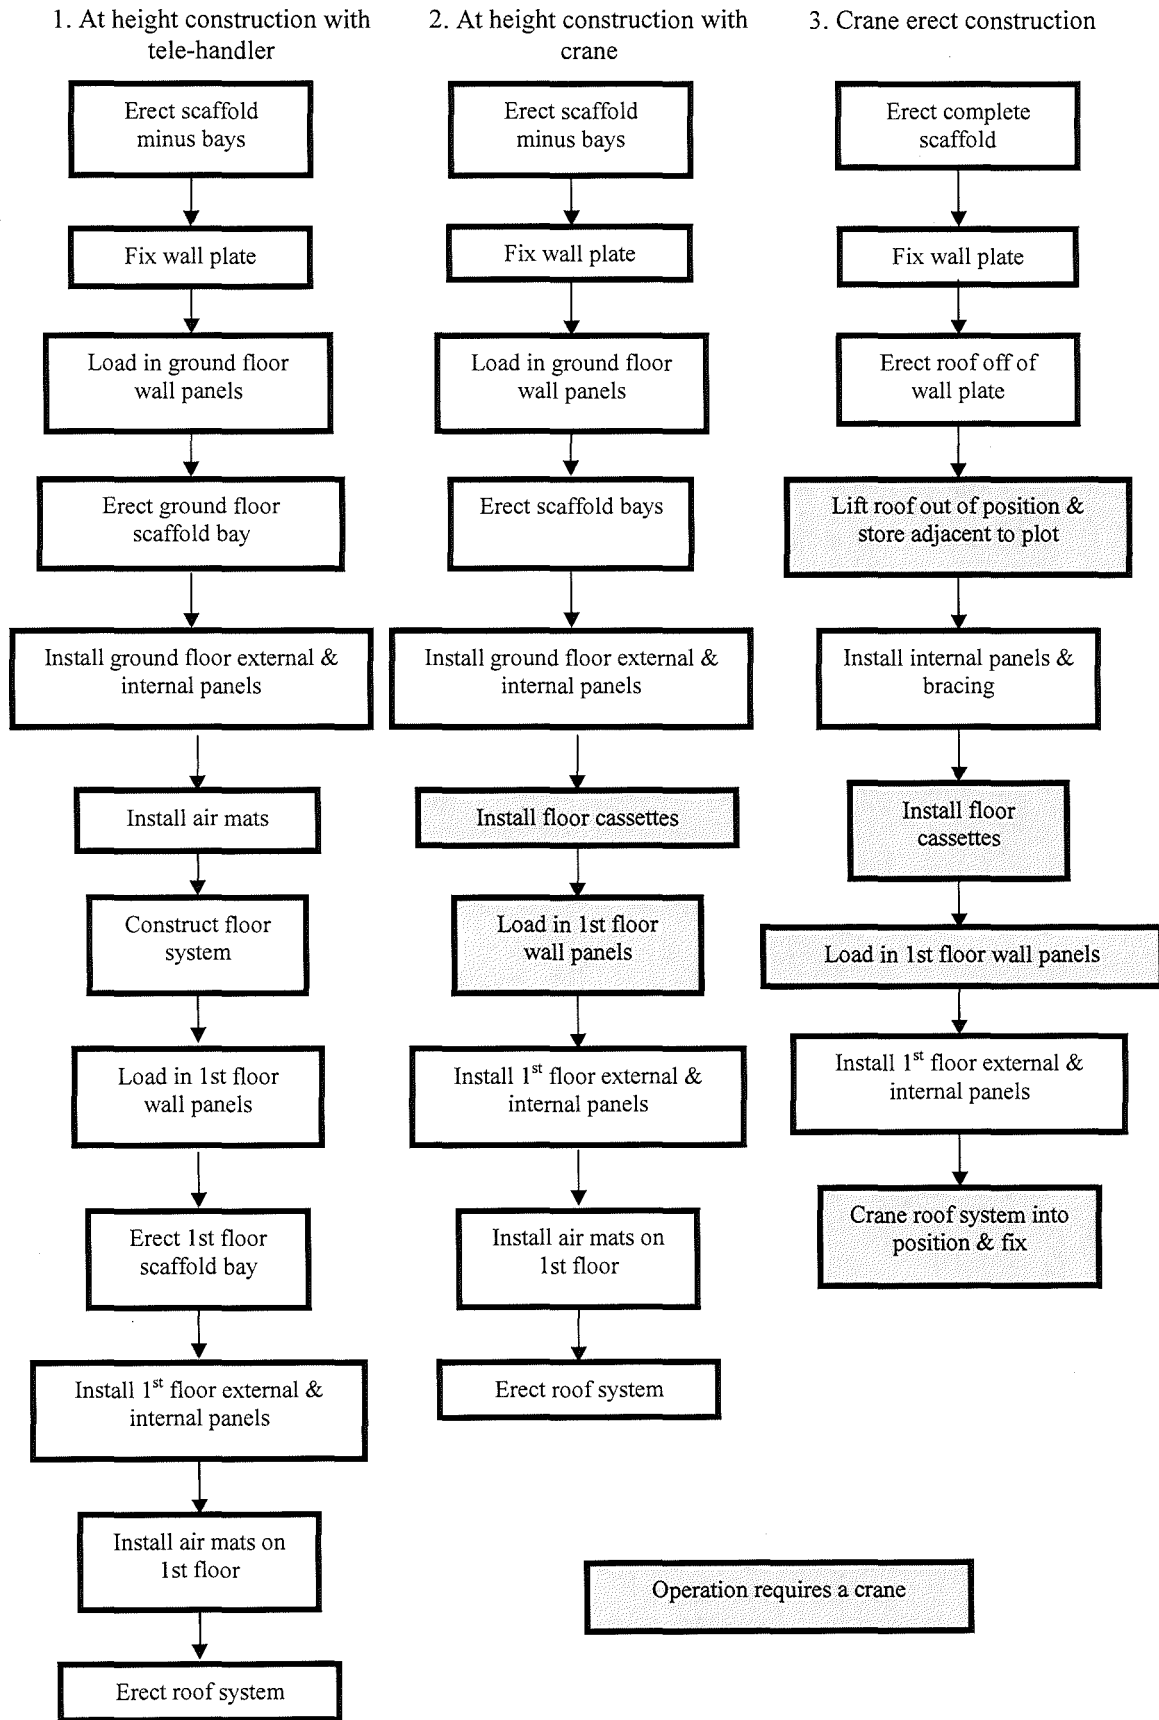 1. At height construction with
tele-handler
Erect scaffold
minus bays
Fix wall plate
Load in ground floor
wall panels
Erect ground floor
scaffold bay
Install ground floor external &
internal panels
Install air mats
Construct floor
system
Load in 1st floor
wall panels
Erect 1st floor
scaffold bay
Install 1st floor external &
internal panels
Install air mats on
1st floor
Erect roof system
2. At height construction with
crane
Erect scaffold
minus bays
Fix wall plate
Load in ground floor
wall panels
Erect scaffold bays
Install ground floor external &
internal panels
Install floor cassettes
Load in 1st floor
wall panels
Install 1st floor external &
internal panels
Install air mats on
1st floor
Erect roof system
3. Crane erect construction
Erect complete
scaffold
Fix wall plate
Erect roof off of
wall plate
Lift roof out of position &
store adjacent to plot
Install internal panels &
bracing
Install floor
cassettes
Load in 1st floor wall panels
Install 1st floor external &
internal panels
Crane roof system into
position & fix
Operation requires a crane